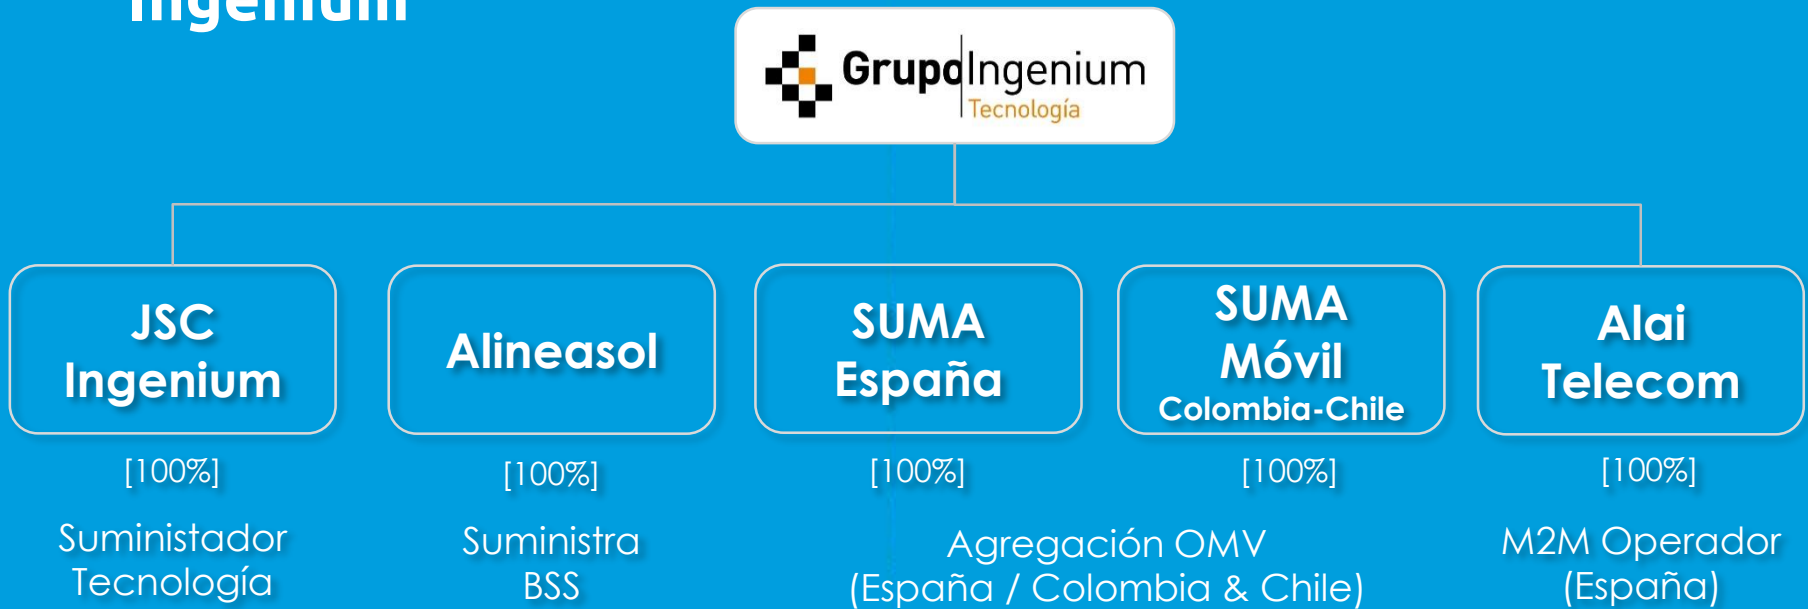 Ingenium
GrupoIngenium
Tecnología
JSC
Ingenium
Alineasol
SUMA
España
SUMA
Móvil
Colombia-Chile
Alai
Telecom
[100%]
[100%]
[100%]
[100%]
[100%]
Suministador
Tecnología
Suministra
BSS
Agregación OMV
(España / Colombia & Chile)
M2M Operador
(España)